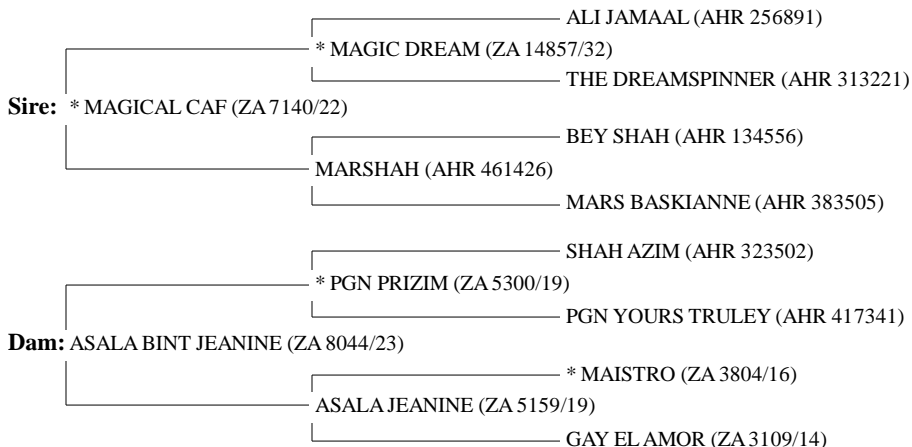 ALI JAMAAL (AHR 256891)
* MAGIC DREAM (ZA 14857/32)
THE DREAMSPINNER (AHR 313221)
Sire: * MAGICAL CAF (ZA 7140/22)
BEY SHAH (AHR 134556)
MARSHAH (AHR 461426)
MARS BASKIANNE (AHR 383505)
SHAH AZIM (AHR 323502)
* PGN PRIZIM (ZA 5300/19)
PGN YOURS TRULEY (AHR 417341)
Dam: ASALA BINT JEANINE (ZA 8044/23)
* MAISTRO (ZA 3804/16)
ASALA JEANINE (ZA 5159/19)
GAY EL AMOR (ZA 3109/14)